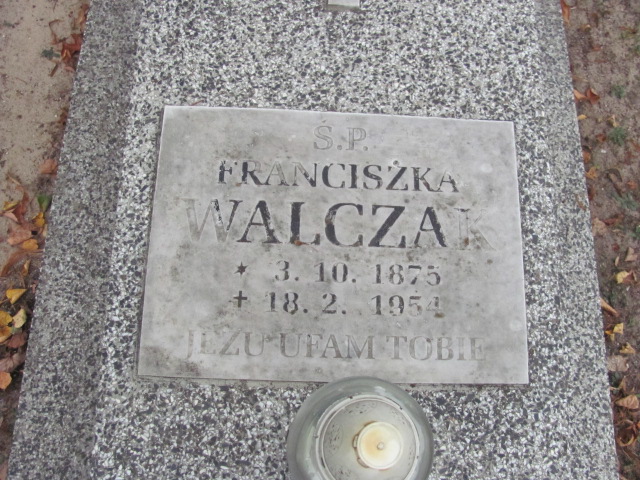 Ś.P.
FRANCISZKA
WALCZAK
* 3. 10. 1875
+ 18. 2. 1954
JEZU UFAM TOBIE